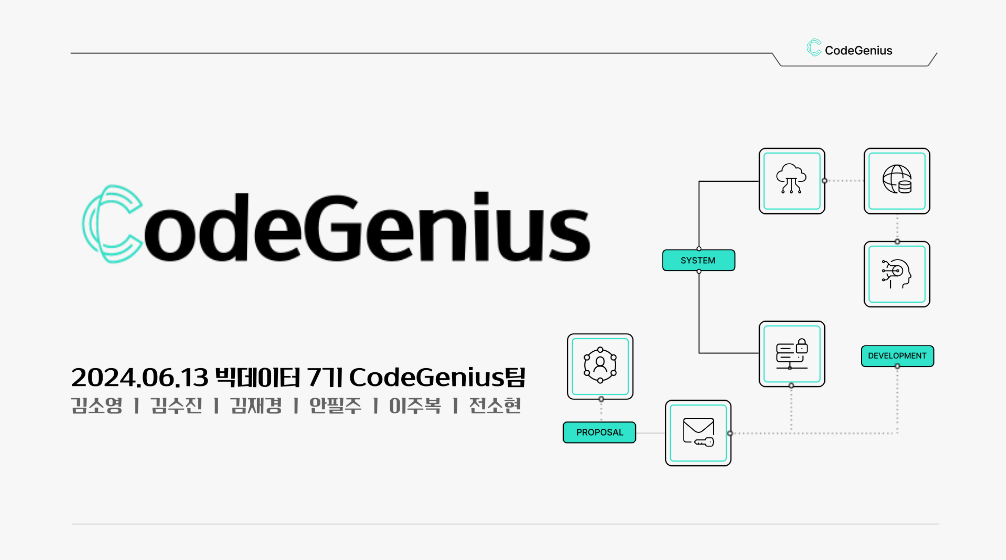 CodeGenius
CodeGenius
SYSTEM
DEVELOPMENT
2024.06.13 빅데이터 7기 CodeGenius팀
김소영 | 김수진 | 김재경 | 안필주 | 이주복 | 전소현
PROPOSAL